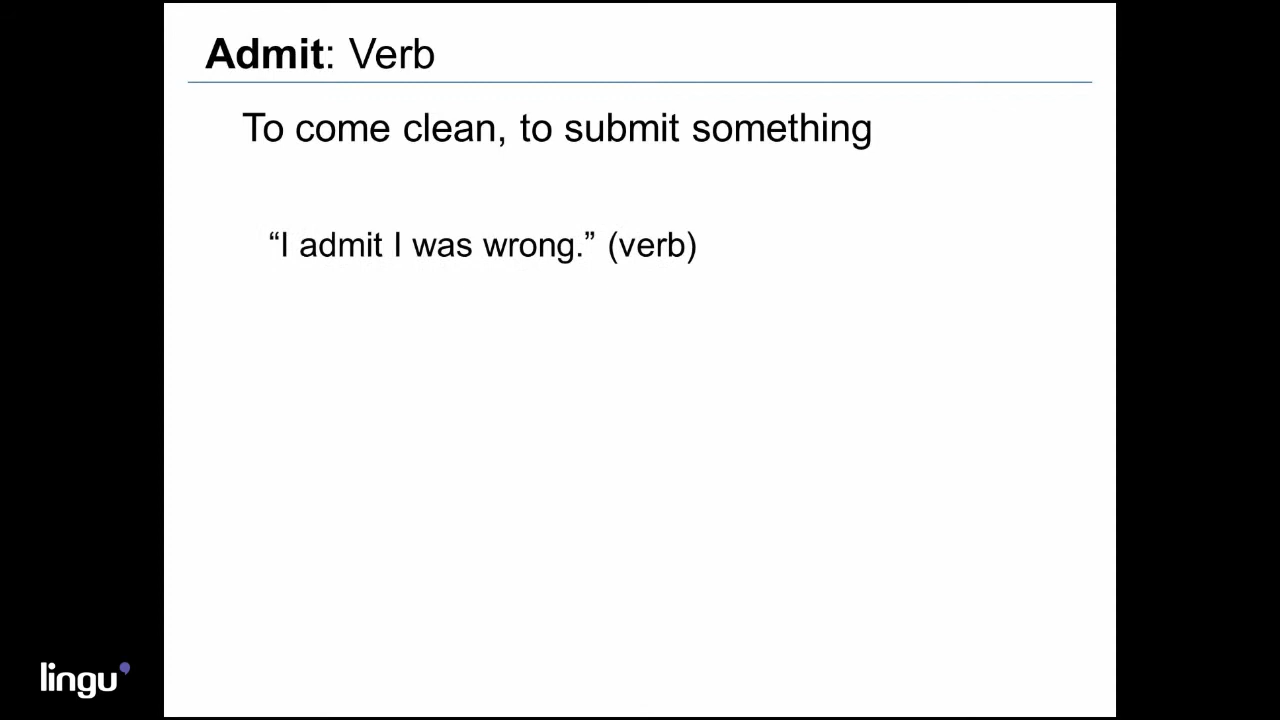 Admit: Verb
To come clean, to submit something
“I admit I was wrong.” (verb)
lingu